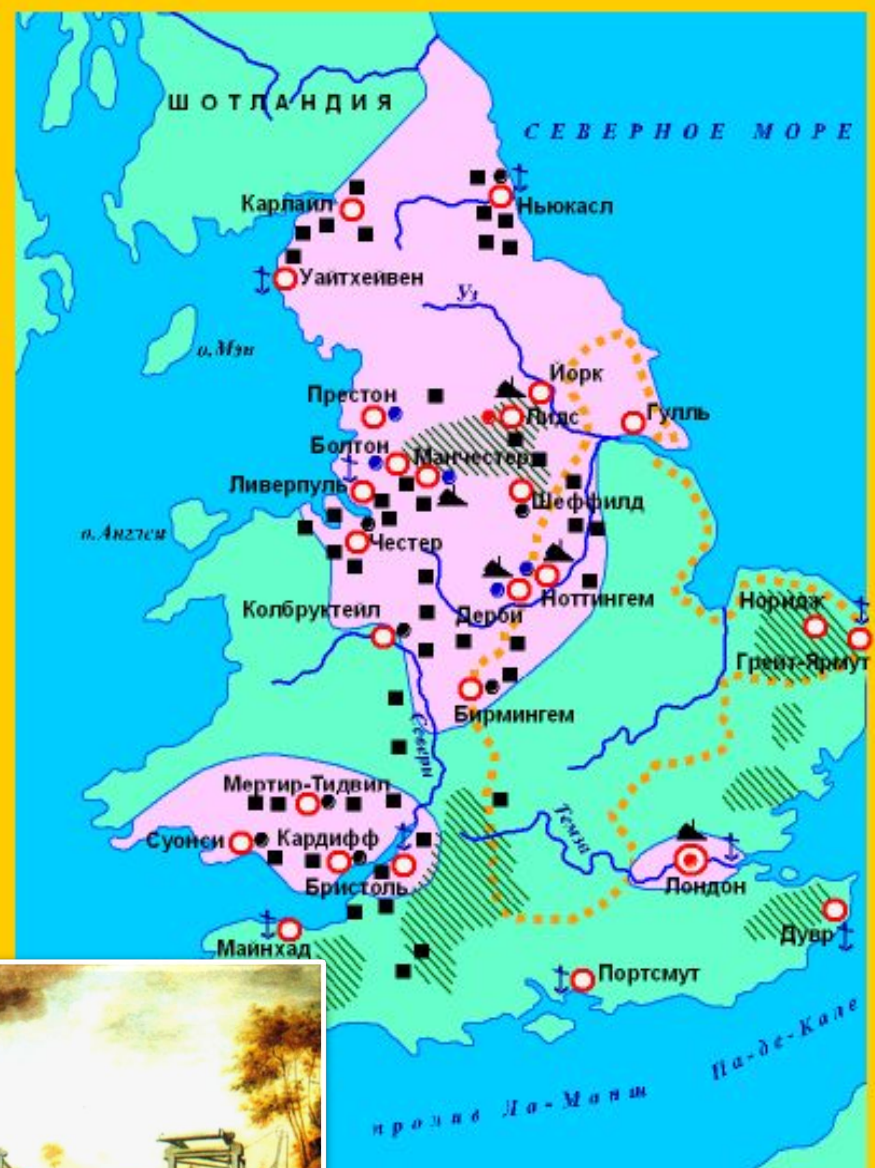 ШОТЛАНДИЯ
СЕВЕРНОЕ МОРЕ
Карлайл
Ньюкасл
Уайтхейвен
Уз
о.Мэн
Йорк
Престон
Лидс
Гулль
Болтон
Манчестер
Ливерпуль
Шеффилд
о.Англси
Честер
Колбруктейл
Дерби
Ноттингем
Норидж
Грейт-Ярмут
Бирмингем
Северн
Мертир-Тидвил
Темза
Суонси
Кардифф
Бристоль
Лондон
Майнхад
Дувр
Портсмут
Па-де-Кале
пролив Ла-Манш